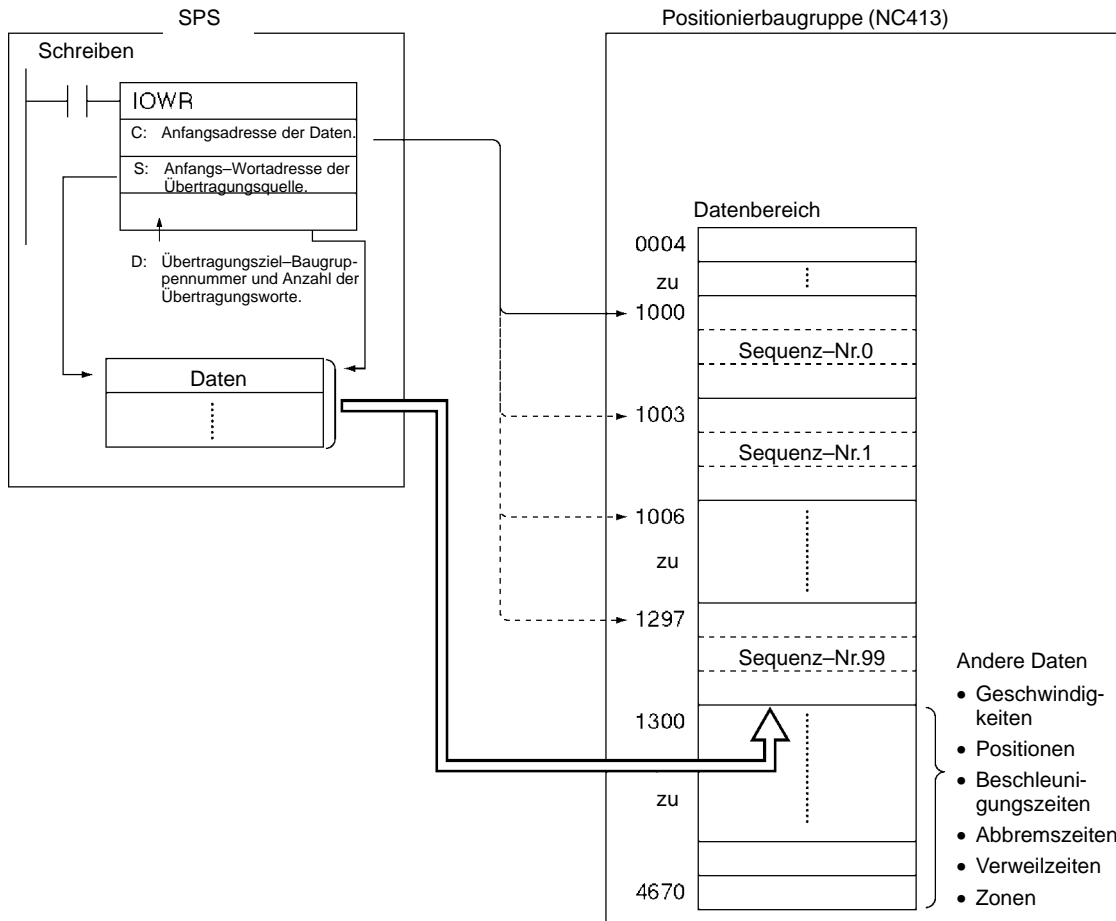 SPS
Positionierbaugruppe (NC413)
Schreiben
IOWR
C: Anfangsadresse der Daten.
S: Anfangs–Wortadresse der
Übertragungsquelle.
D: Übertragungsziel–Baugrup-
pennummer und Anzahl der
Übertragungsworte.
Daten
Datenbereich
0004
zu
1000
Sequenz–Nr.0
1003
Sequenz–Nr.1
1006
zu
1297
Sequenz–Nr.99
1300
zu
4670
Andere Daten
• Geschwindig-
keiten
• Positionen
• Beschleuni-
gungszeiten
• Abbremszeiten
• Verweilzeiten
• Zonen